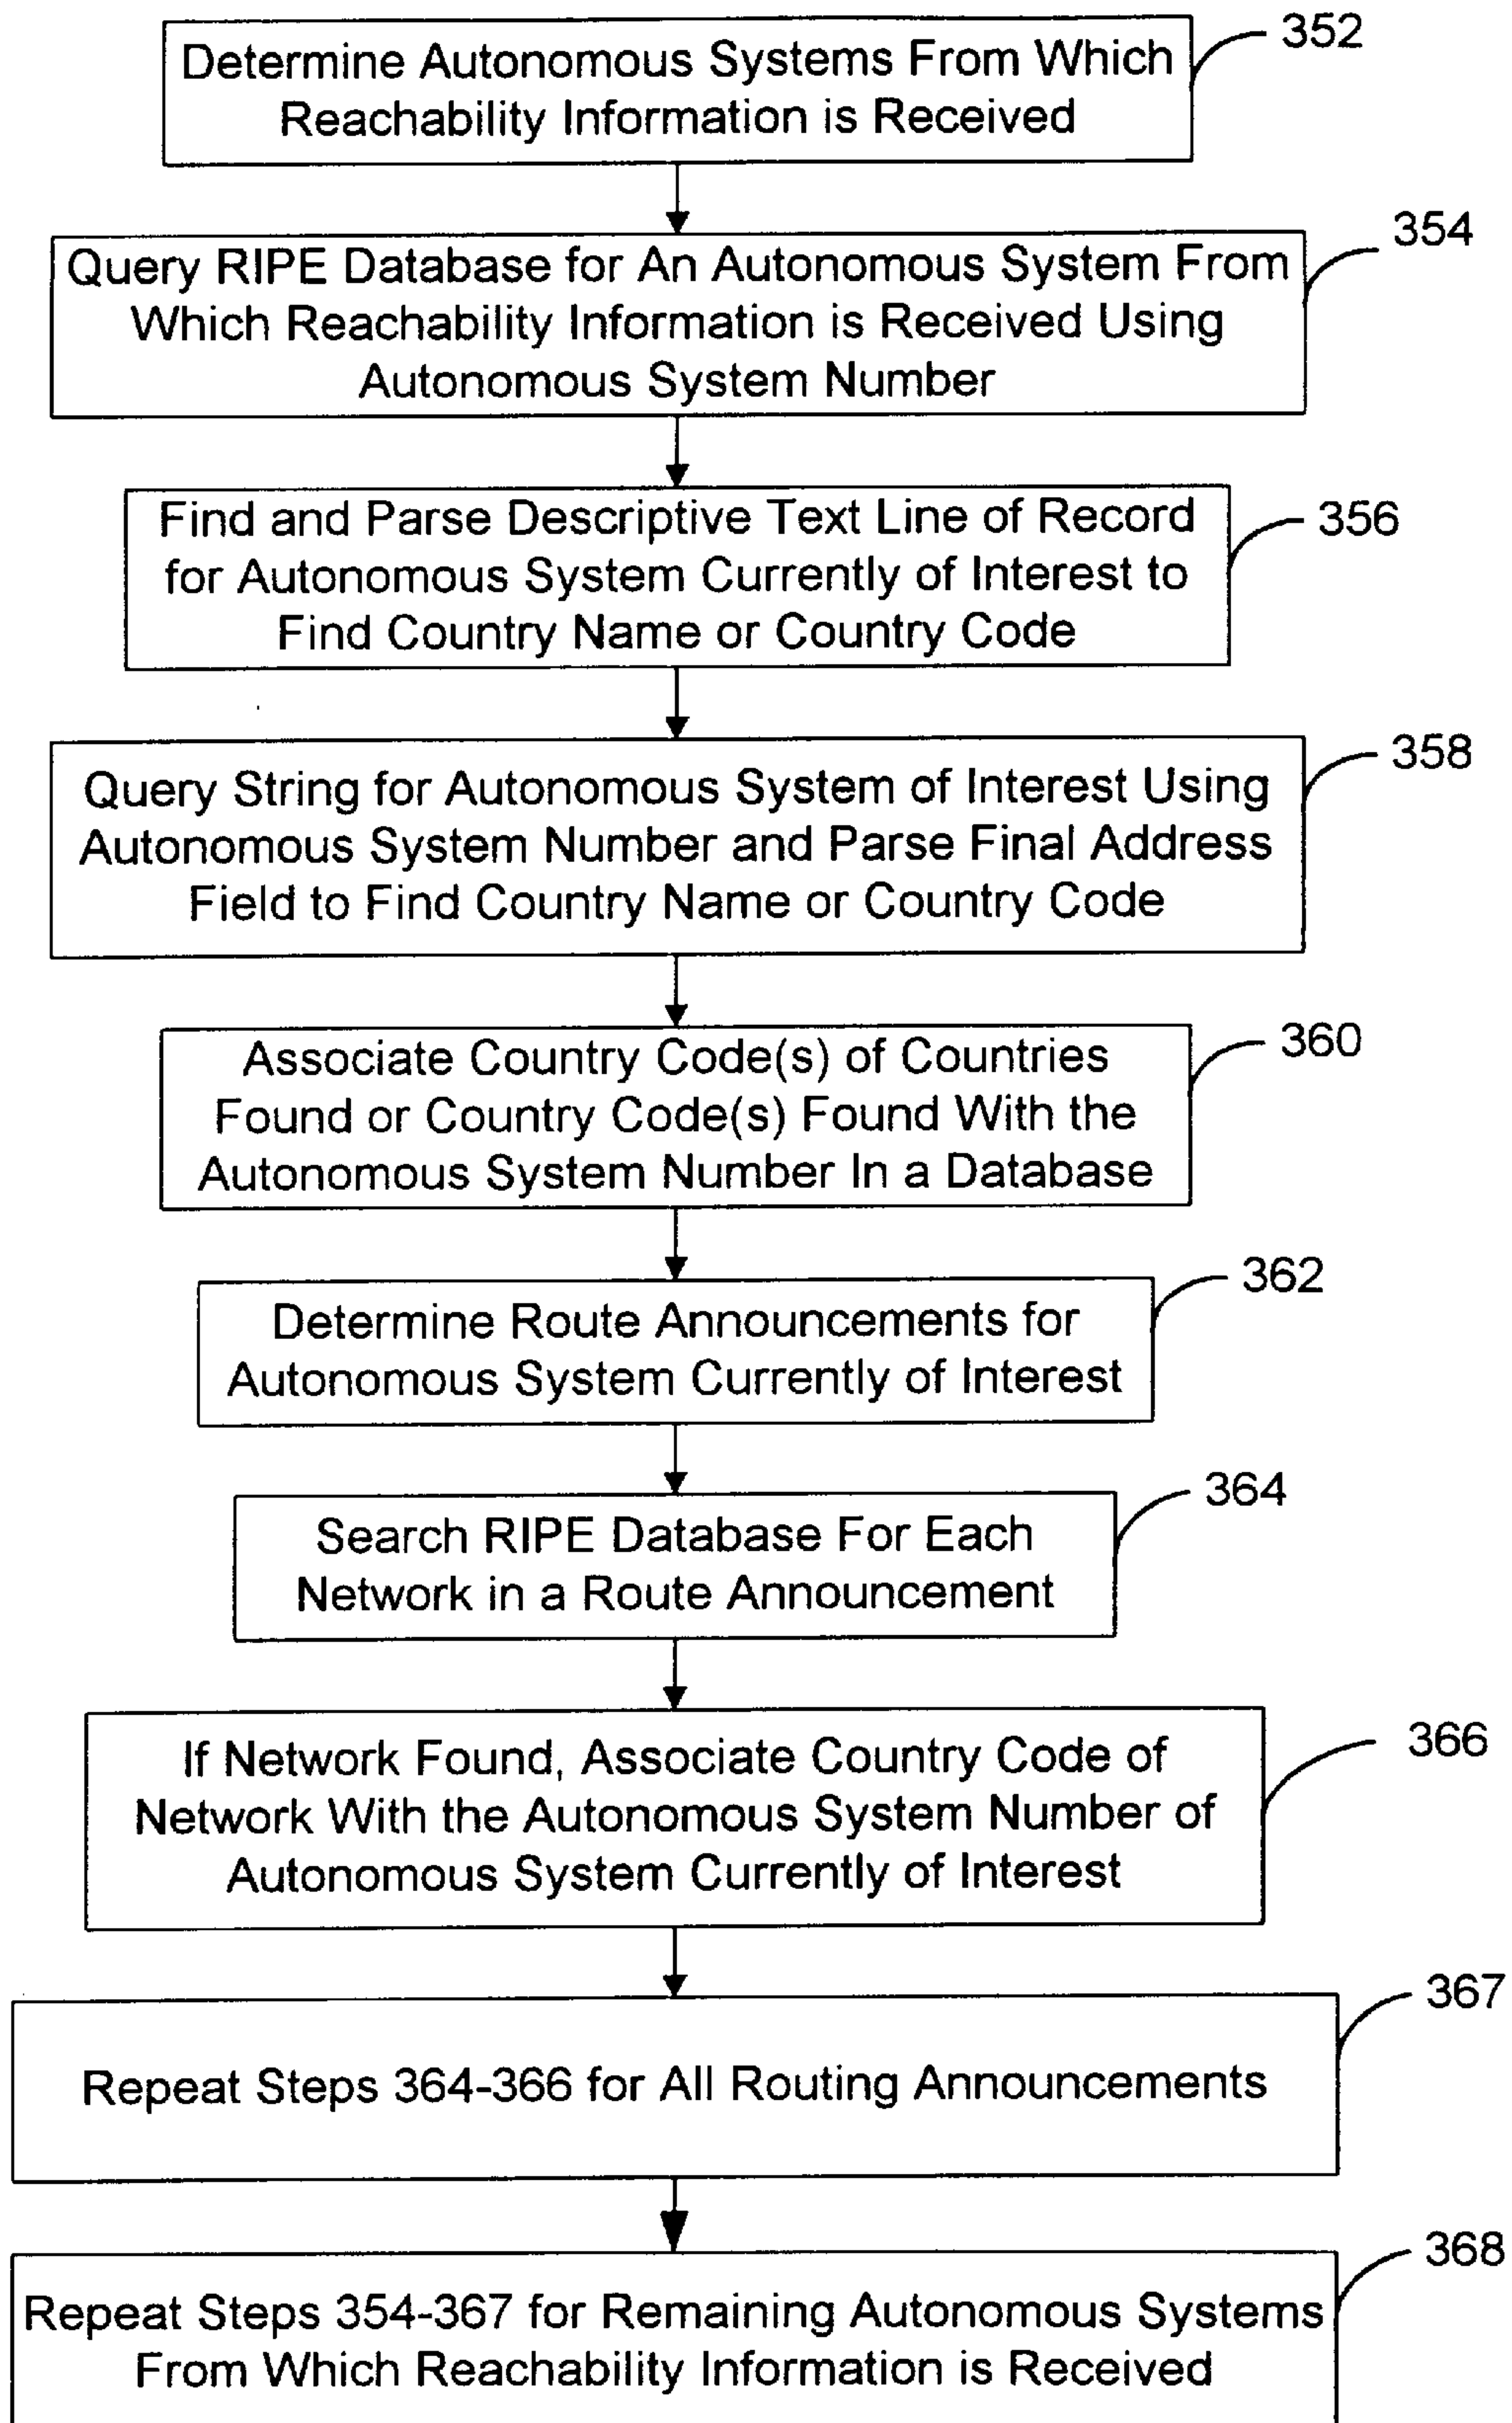 352
Determine Autonomous Systems From Which
Reachability Information is Received
354
Query RIPE Database for An Autonomous System From
Which Reachability Information is Received Using
Autonomous System Number
356
Find and Parse Descriptive Text Line of Record
for Autonomous System Currently of Interest to
Find Country Name or Country Code
358
Query String for Autonomous System of Interest Using
Autonomous System Number and Parse Final Address
Field to Find Country Name or Country Code
360
Associate Country Code(s) of Countries
Found or Country Code(s) Found With the
Autonomous System Number In a Database
362
Determine Route Announcements for
Autonomous System Currently of Interest
364
Search RIPE Database For Each
Network in a Route Announcement
366
If Network Found, Associate Country Code of
Network With the Autonomous System Number of
Autonomous System Currently of Interest
367
Repeat Steps 364-366 for All Routing Announcements
368
Repeat Steps 354-367 for Remaining Autonomous Systems
From Which Reachability Information is Received